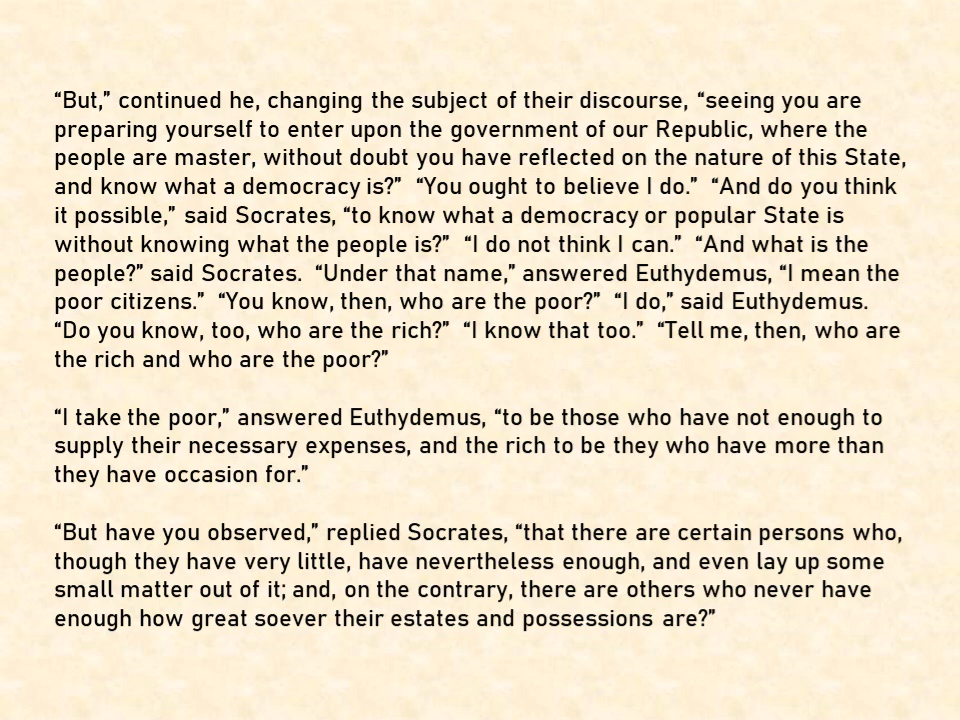 “But,” continued he, changing the subject of their discourse, “seeing you are
preparing yourself to enter upon the government of our Republic, where the
people are master, without doubt you have reflected on the nature of this State,
and know what a democracy is?”  “You ought to believe I do.”  “And do you think
it possible,” said Socrates, “to know what a democracy or popular State is
without knowing what the people is?”  “I do not think I can.”  “And what is the
people?” said Socrates.  “Under that name,” answered Euthydemus, “I mean the
poor citizens.”  “You know, then, who are the poor?”  “I do,” said Euthydemus.
“Do you know, too, who are the rich?”  “I know that too.”  “Tell me, then, who are
the rich and who are the poor?”

“I take the poor,” answered Euthydemus, “to be those who have not enough to
supply their necessary expenses, and the rich to be they who have more than
they have occasion for.”

“But have you observed,” replied Socrates, “that there are certain persons who,
though they have very little, have nevertheless enough, and even lay up some
small matter out of it; and, on the contrary, there are others who never have
enough how great soever their estates and possessions are?”